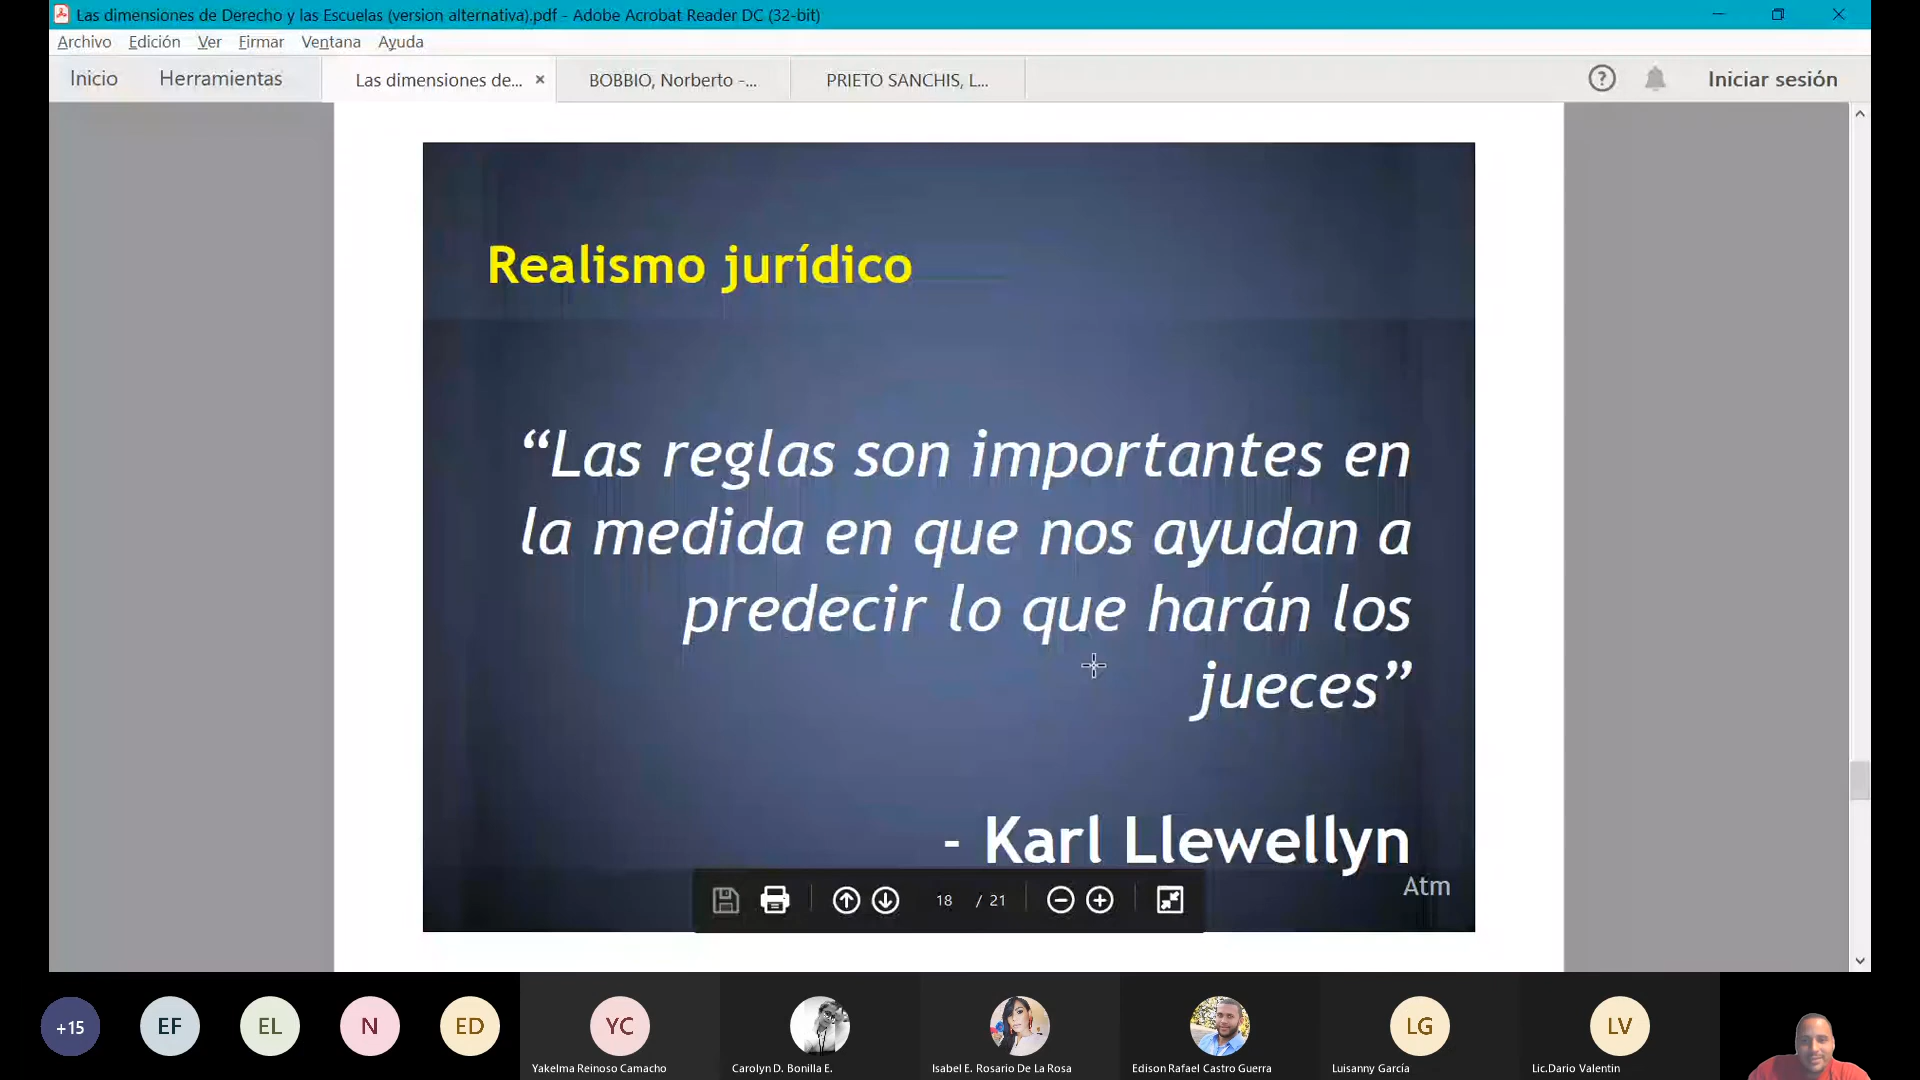 Las dimensiones de Derecho y las Escuelas (version alternativa).pdf - Adobe Acrobat Reader DC (32-bit)
Archivo Edición Ver Firmar Ventana Ayuda
Inicio Herramientas Las dimensiones de... × BOBBIO, Norberto -... PRIETO SANCHIS, L... ? Iniciar sesión
Realismo jurídico
“Las reglas son importantes en
la medida en que nos ayudan a
predecir lo que harán los
jueces”
- Karl Llewellyn
Atm
18 / 21
+15 EF EL N ED YC LG LV
Yakelma Reinoso Camacho Carolyn D. Bonilla E. Isabel E. Rosario De La Rosa Edison Rafael Castro Guerra Luisanny García Lic.Dario Valentin